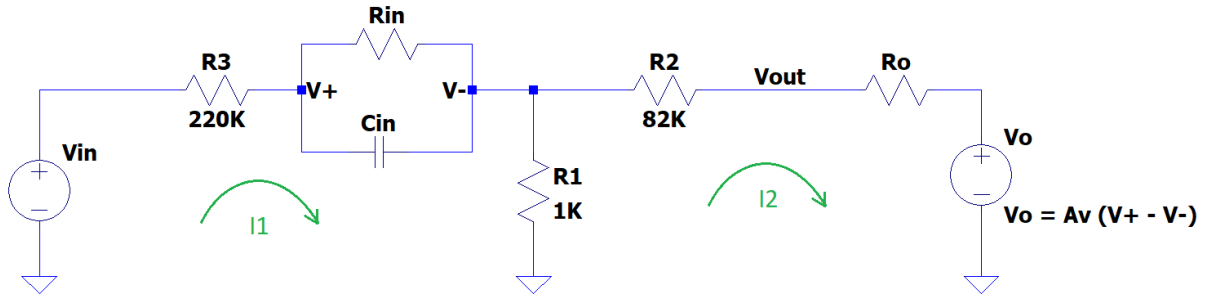 Rin
R3
R2
Ro
V+
V-
Vout
220K
82K
Cin
Vin
Vo
R1
1K
I1
I2
Vo = Av (V+ - V-)